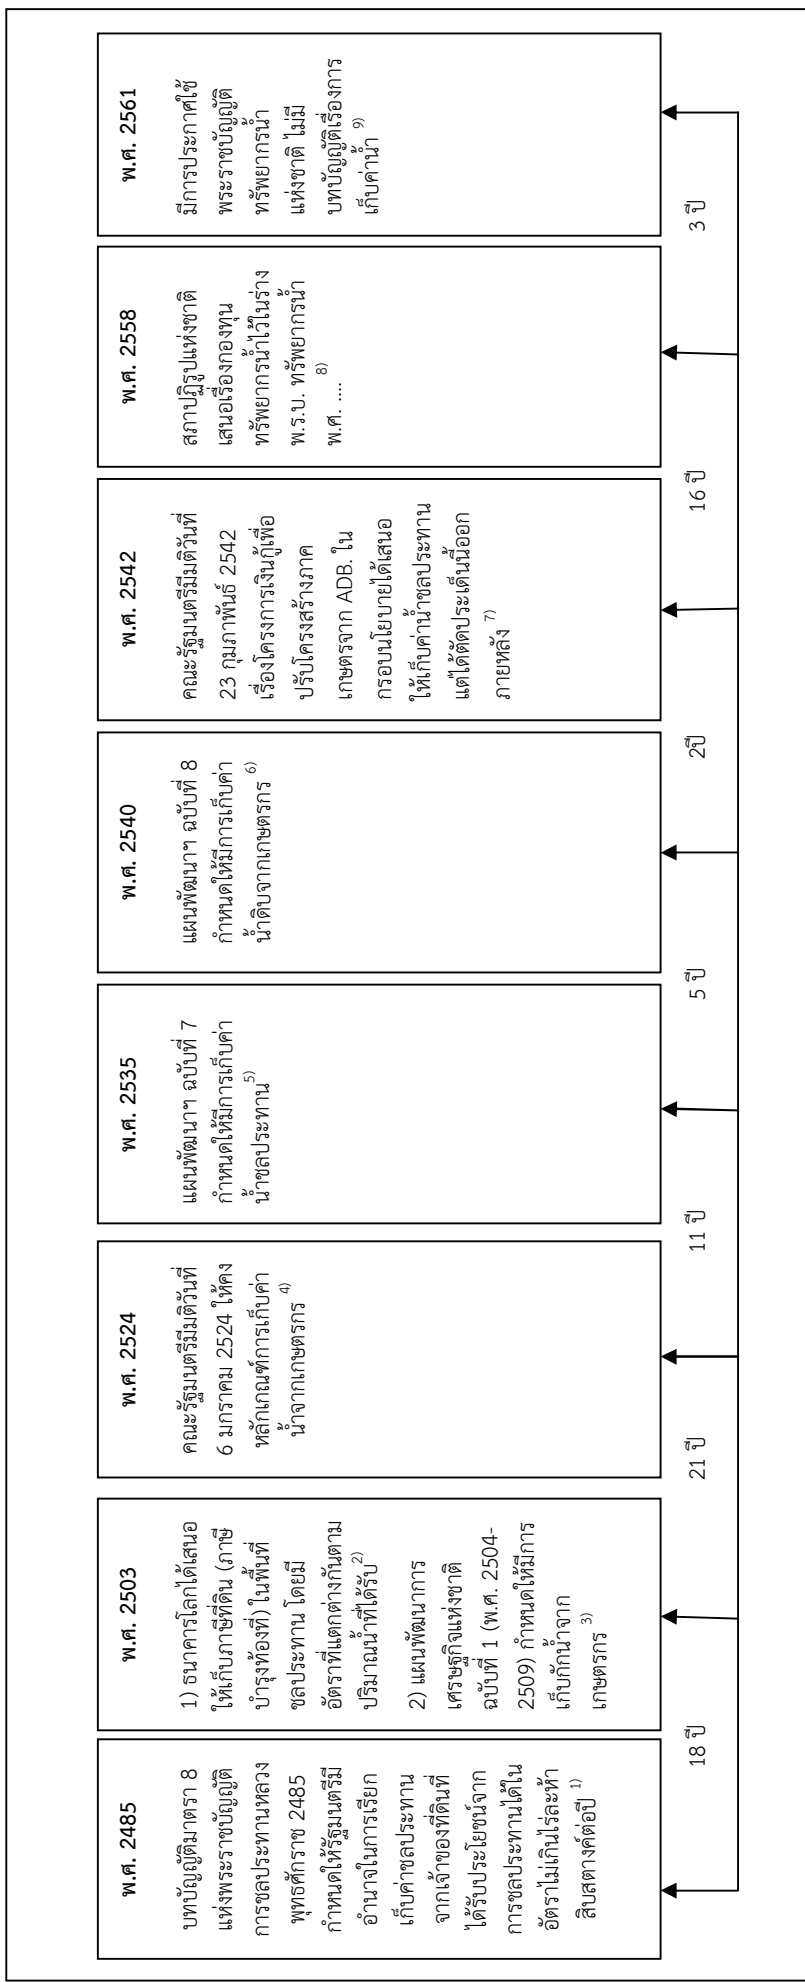 พ.ศ. 2485
บทบัญญัติมาตรา 8
แห่งพระราชบัญญัติ
การชลประทานหลวง
พุทธศักราช 2485
กำหนดให้รัฐมนตรีมี
อำนาจในการเรียก
เก็บค่าชลประทาน
จากเจ้าของที่ดินที่
ได้รับประโยชน์จาก
การชลประทานได้ใน
อัตราไม่เกินไร่ละห้า
สิบสตางค์ต่อปี 1)
18 ปี
พ.ศ. 2503
1) ธนาคารโลกได้เสนอ
ให้เก็บภาษีที่ดิน (ภาษี
บำรุงท้องที่) ในพื้นที่
ชลประทาน โดยมี
อัตราที่แตกต่างกันตาม
ปริมาณน้ำที่ได้รับ 2)
2) แผนพัฒนาการ
เศรษฐกิจแห่งชาติ
ฉบับที่ 1 (พ.ศ. 2504-
2509) กำหนดให้มีการ
เก็บกักน้ำจาก
เกษตรกร 3)
21 ปี
พ.ศ. 2524
คณะรัฐมนตรีมีมติวันที่
6 มกราคม 2524 ให้คง
หลักเกณฑ์การเก็บค่า
น้ำจากเกษตรกร 4)
11 ปี
พ.ศ. 2535
แผนพัฒนาฯ ฉบับที่ 7
กำหนดให้มีการเก็บค่า
น้ำชลประทาน 5)
5 ปี
พ.ศ. 2540
แผนพัฒนาฯ ฉบับที่ 8
กำหนดให้มีการเก็บค่า
น้ำดิบจากเกษตรกร 6)
2ปี
พ.ศ. 2542
คณะรัฐมนตรีมีมติวันที่
23 กุมภาพันธ์ 2542
เรื่องโครงการเงินกู้เพื่อ
ปรับโครงสร้างภาค
เกษตรจาก ADB. ใน
กรอบนโยบายได้เสนอ
ให้เก็บค่าน้ำชลประทาน
แต่ได้ตัดประเด็นนี้ออก
ภายหลัง 7)
16 ปี
พ.ศ. 2558
สภาปฏิรูปแห่งชาติ
เสนอเรื่องกองทุน
ทรัพยากรน้ำไว้ในร่าง
พ.ร.บ. ทรัพยากรน้ำ
พ.ศ. .... 8)
3 ปี
พ.ศ. 2561
มีการประกาศใช้
พระราชบัญญัติ
ทรัพยากรน้ำ
แห่งชาติ ไม่มี
บทบัญญัติเรื่องการ
เก็บค่าน้ำ 9)